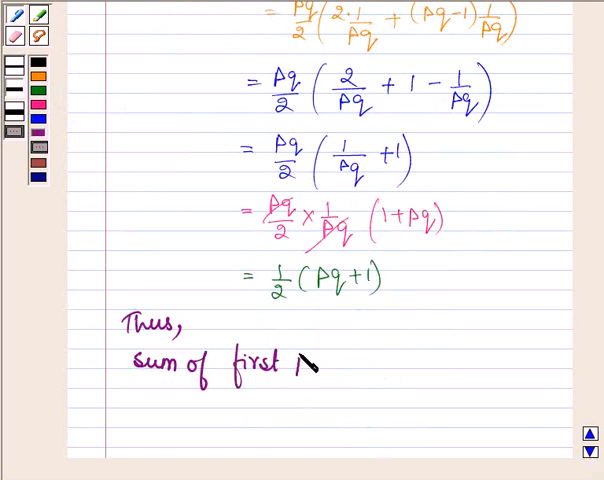 = pq/2 (2·1/pq + (pq-1) 1/pq)
= pq/2 (2/pq + 1 - 1/pq)
= pq/2 (1/pq + 1)
= pq/2 × 1/pq (1+pq)
= 1/2 (pq+1)
Thus,
sum of first